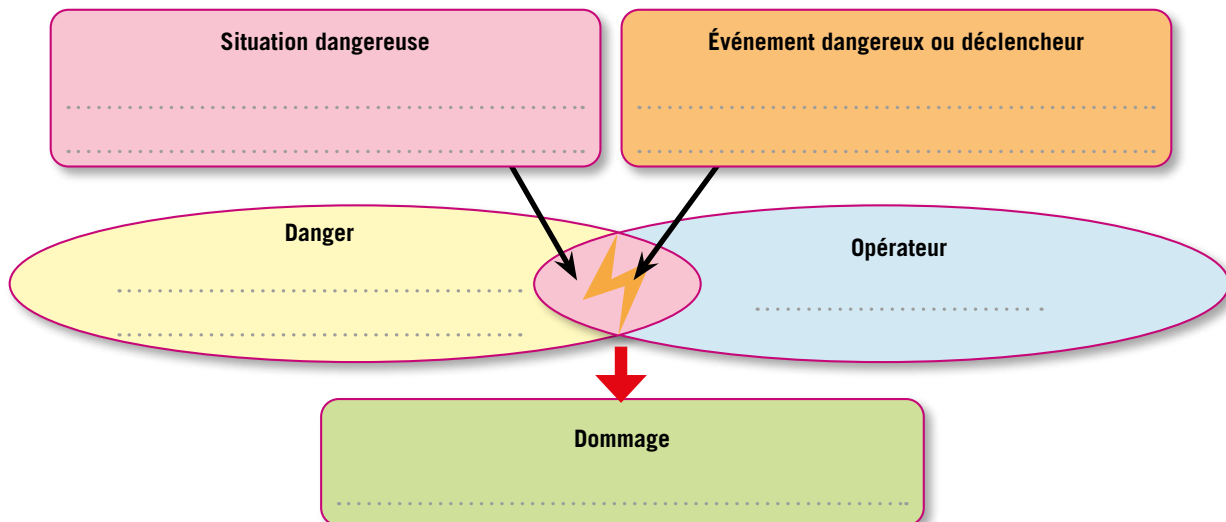 Situation dangereuse
Événement dangereux ou déclencheur
Danger
Opérateur
Dommage